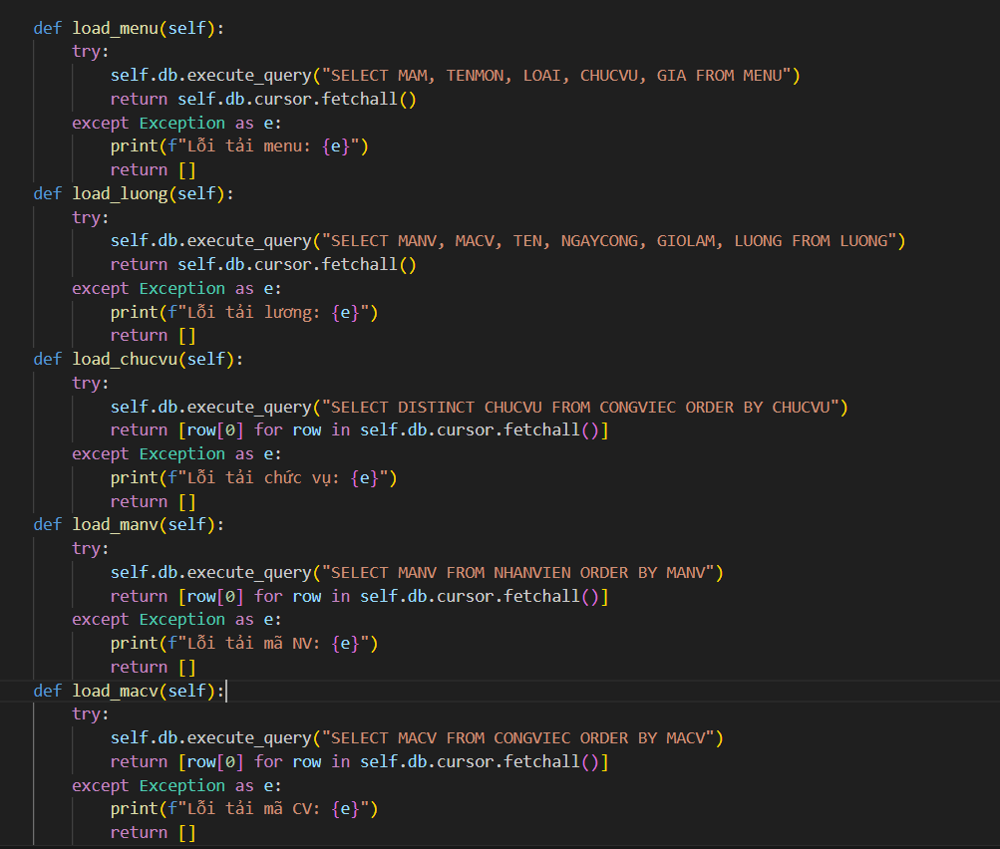 def load_menu(self):
    try:
        self.db.execute_query("SELECT MAM, TENMON, LOAI, CHUCVU, GIA FROM MENU")
        return self.db.cursor.fetchall()
    except Exception as e:
        print(f"Lỗi tải menu: {e}")
        return []
def load_luong(self):
    try:
        self.db.execute_query("SELECT MANV, MACV, TEN, NGAYCONG, GIOLAM, LUONG FROM LUONG")
        return self.db.cursor.fetchall()
    except Exception as e:
        print(f"Lỗi tải lương: {e}")
        return []
def load_chucvu(self):
    try:
        self.db.execute_query("SELECT DISTINCT CHUCVU FROM CONGVIEC ORDER BY CHUCVU")
        return [row[0] for row in self.db.cursor.fetchall()]
    except Exception as e:
        print(f"Lỗi tải chức vụ: {e}")
        return []
def load_manv(self):
    try:
        self.db.execute_query("SELECT MANV FROM NHANVIEN ORDER BY MANV")
        return [row[0] for row in self.db.cursor.fetchall()]
    except Exception as e:
        print(f"Lỗi tải mã NV: {e}")
        return []
def load_macv(self):
    try:
        self.db.execute_query("SELECT MACV FROM CONGVIEC ORDER BY MACV")
        return [row[0] for row in self.db.cursor.fetchall()]
    except Exception as e:
        print(f"Lỗi tải mã CV: {e}")
        return []